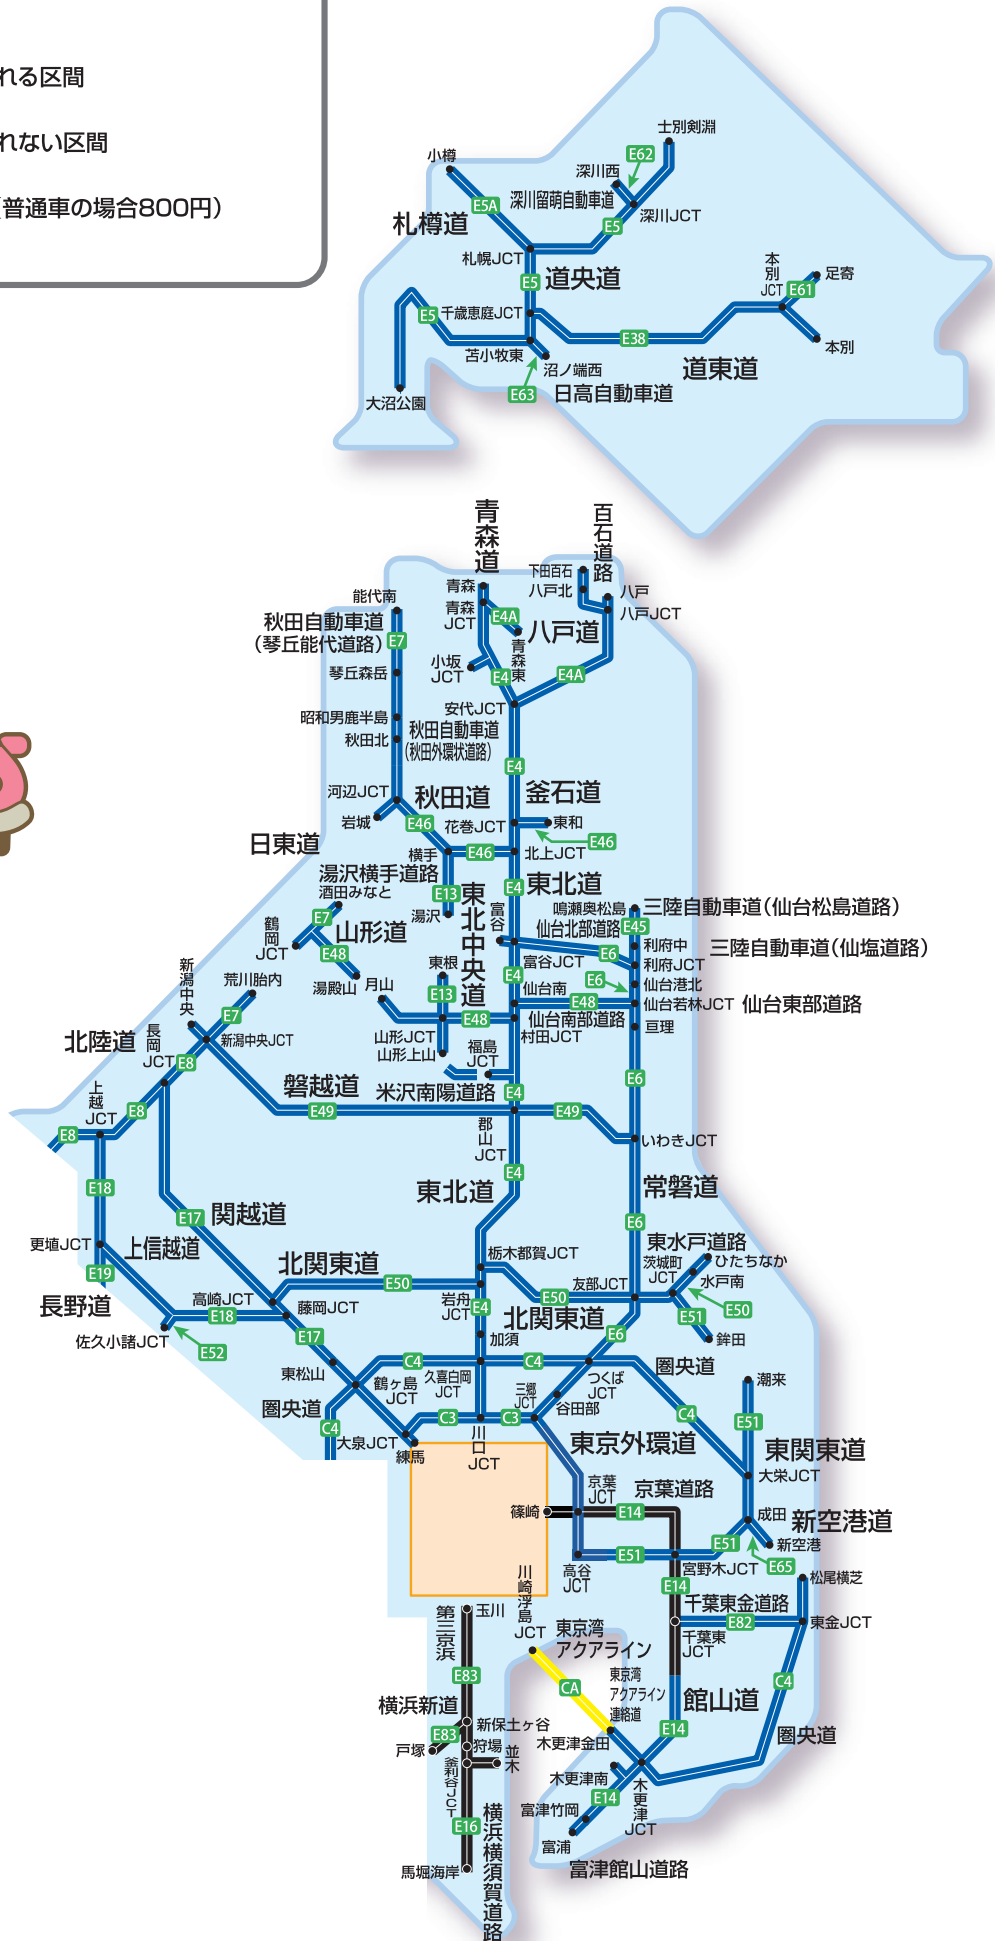 れる区間
れない区間
(普通車の場合800円)
士別剣淵
小樽
E62
深川西
深川留萌自動車道
E5A
札樽道
深川JCT
E5
札幌JCT
本別JCT
足寄
E5
道央道
E61
E5
千歳恵庭JCT
E38
本別
苫小牧東
沼ノ端西
道東道
E63
日高自動車道
大沼公園
青森道
百石道路
下田百石
青森
八戸北
八戸
能代南
青森JCT
E4A
八戸JCT
秋田自動車道
(琴丘能代道路)
E7
八戸道
青森東
小坂JCT
琴丘森岳
E4
E4A
安代JCT
昭和男鹿半島
秋田自動車道
(秋田外環状道路)
秋田北
E4
河辺JCT
秋田道
釜石道
岩城
E46
花巻JCT
東和
日東道
E46
横手
E46
北上JCT
湯沢横手道路
酒田みなと
E13
東北中央道
E4
東北道
湯沢
富谷
鳴瀬奥松島
三陸自動車道(仙台松島道路)
E7
鶴岡JCT
山形道
仙台北部道路
E45
利府中
三陸自動車道(仙塩道路)
E48
E6
富谷JCT
利府JCT
新潟中央
荒川胎内
湯殿山
月山
東根
E4
仙台南
E6
仙台港北
E13
E48
仙台若林JCT
仙台東部道路
E7
E48
仙台南部道路
亘理
北陸道
長岡JCT
新潟中央JCT
山形JCT
村田JCT
山形上山
福島JCT
E8
磐越道
米沢南陽道路
E4
E6
上越JCT
E8
E49
E49
E8
郡山JCT
いわきJCT
E4
E18
東北道
常磐道
E17
関越道
E6
更埴JCT
上信越道
東水戸道路
北関東道
栃木都賀JCT
茨城町JCT
ひたちなか
E19
E50
友部JCT
水戸南
長野道
高崎JCT
藤岡JCT
岩舟JCT
E50
E50
E18
E4
北関東道
E51
佐久小諸JCT
E17
加須
E6
鉾田
E52
東松山
C4
C4
圏央道
鶴ヶ島JCT
久喜白岡JCT
三郷JCT
つくばJCT
潮来
圏央道
谷田部
C4
C3
C3
C4
E51
大泉JCT
川口JCT
東京外環道
東関東道
練馬
大栄JCT
京葉JCT
京葉道路
篠崎
E14
成田
新空港道
E51
新空港
E51
宮野木JCT
E65
高谷JCT
川崎浮島JCT
E14
松尾横芝
千葉東金道路
第三京浜
玉川
東京湾アクアライン
E82
東金JCT
千葉東JCT
E83
東京湾アクアライン連絡道
C4
CA
館山道
横浜新道
新保土ヶ谷
E14
圏央道
E83
戸塚
狩場
並木
木更津金田
釜利谷JCT
木更津南
木更津JCT
E14
富津竹岡
E16
横浜横須賀道路
富浦
馬堀海岸
富津館山道路